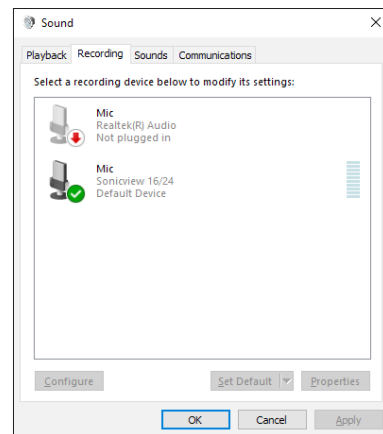 Sound
Playback Recording Sounds Communications
Select a recording device below to modify its settings:
Mic
Realtek(R) Audio
Not plugged in
Mic
Sonicview 16/24
Default Device
Configure Set Default Properties
OK Cancel Apply